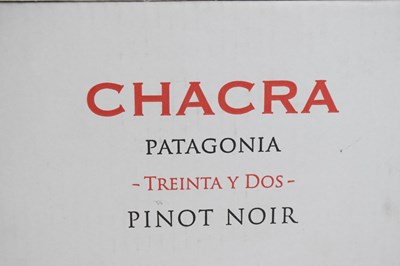 CHACRA
PATAGONIA
- TREINTA Y DOS -
PINOT NOIR